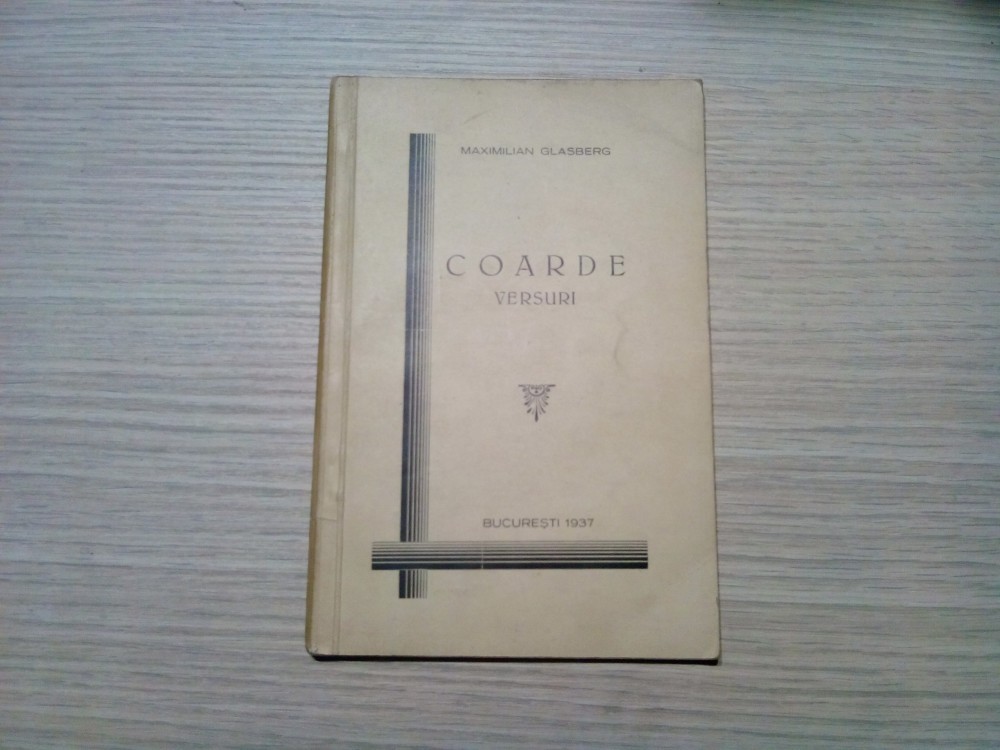 MAXIMILIAN GLASBERG
COARDE
VERSURI
BUCUREȘTI 1937